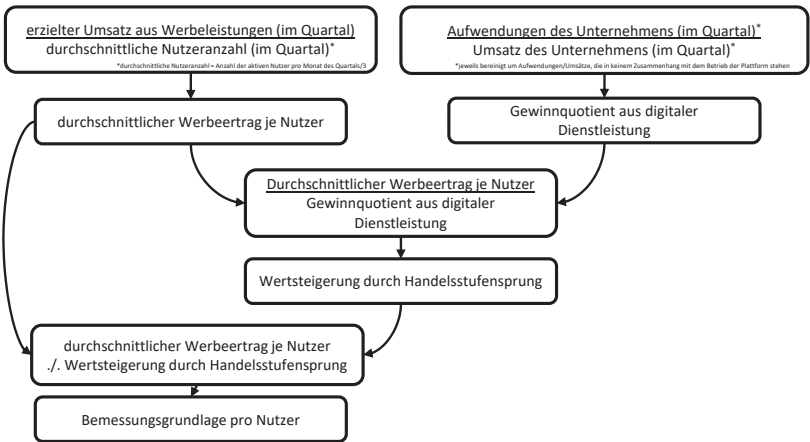 erzielter Umsatz aus Werbeleistungen (im Quartal)
durchschnittliche Nutzeranzahl (im Quartal)*
*durchschnittliche Nutzeranzahl = Anzahl der aktiven Nutzer pro Monat des Quartals/3
Aufwendungen des Unternehmens (im Quartal)*
Umsatz des Unternehmens (im Quartal)*
*jeweils bereinigt um Aufwendungen/Umsätze, die in keinem Zusammenhang mit dem Betrieb der Plattform stehen
durchschnittlicher Werbeertrag je Nutzer
Gewinnquotient aus digitaler
Dienstleistung
Durchschnittlicher Werbeertrag je Nutzer
Gewinnquotient aus digitaler
Dienstleistung
Wertsteigerung durch Handelsstufensprung
durchschnittlicher Werbeertrag je Nutzer
./. Wertsteigerung durch Handelsstufensprung
Bemessungsgrundlage pro Nutzer